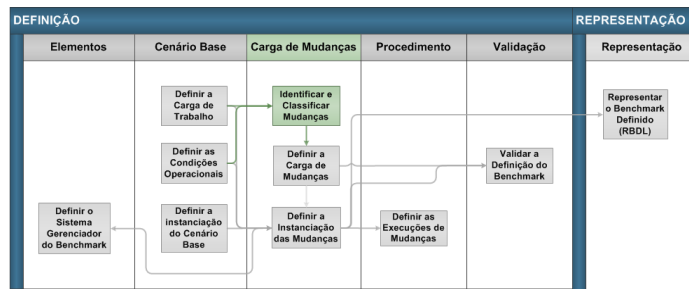 DEFINIÇÃO
REPRESENTAÇÃO
Elementos
Cenário Base
Carga de Mudanças
Procedimento
Validação
Representação
Definir a
Carga de
Trabalho
Identificar e
Classificar
Mudanças
Representar
o Benchmark
Definido
(RBDL)
Definir as
Condições
Operacionais
Definir a
Carga de
Mudanças
Validar a
Definição do
Benchmark
Definir o
Sistema
Gerenciador
do Benchmark
Definir a
instanciação
do Cenário
Base
Definir a
Instanciação
das Mudanças
Definir as
Execuções de
Mudanças